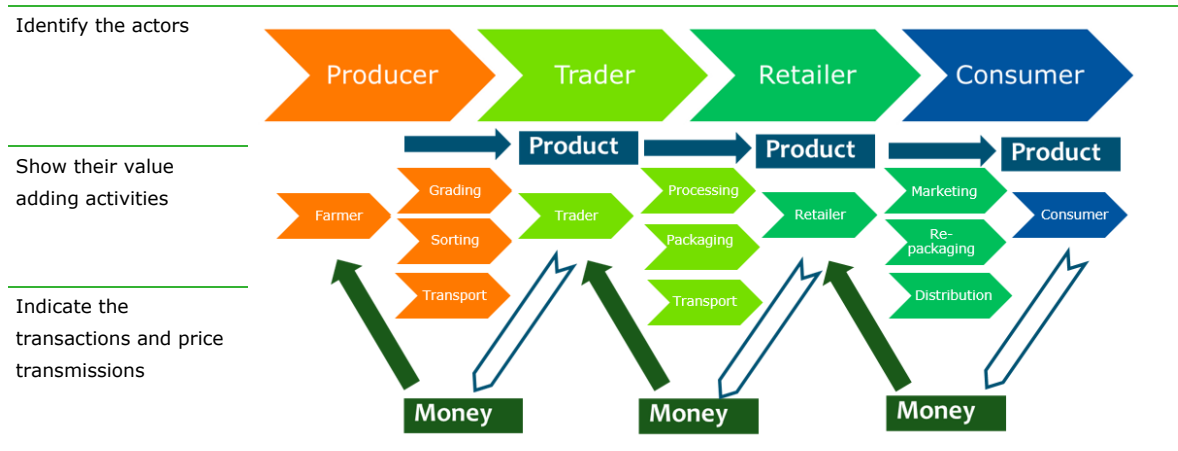 Identify the actors
Producer
Trader
Retailer
Consumer
Show their value
adding activities
Product
Product
Product
Farmer
Grading
Sorting
Transport
Trader
Processing
Packaging
Transport
Retailer
Marketing
Re-
packaging
Distribution
Consumer
Indicate the
transactions and price
transmissions
Money
Money
Money